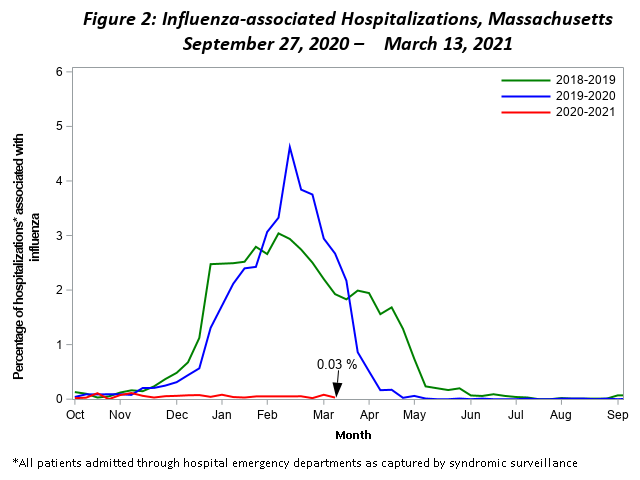 Figure 2: Influenza-associated Hospitalizations, Massachusetts
September 27, 2020 – March 13, 2021
6
5
4
3
2
1
0
Percentage of hospitalizations* associated with
influenza
2018-2019
2019-2020
2020-2021
0.03 %
Oct Nov Dec Jan Feb Mar Apr May Jun Jul Aug Sep
Month
*All patients admitted through hospital emergency departments as captured by syndromic surveillance